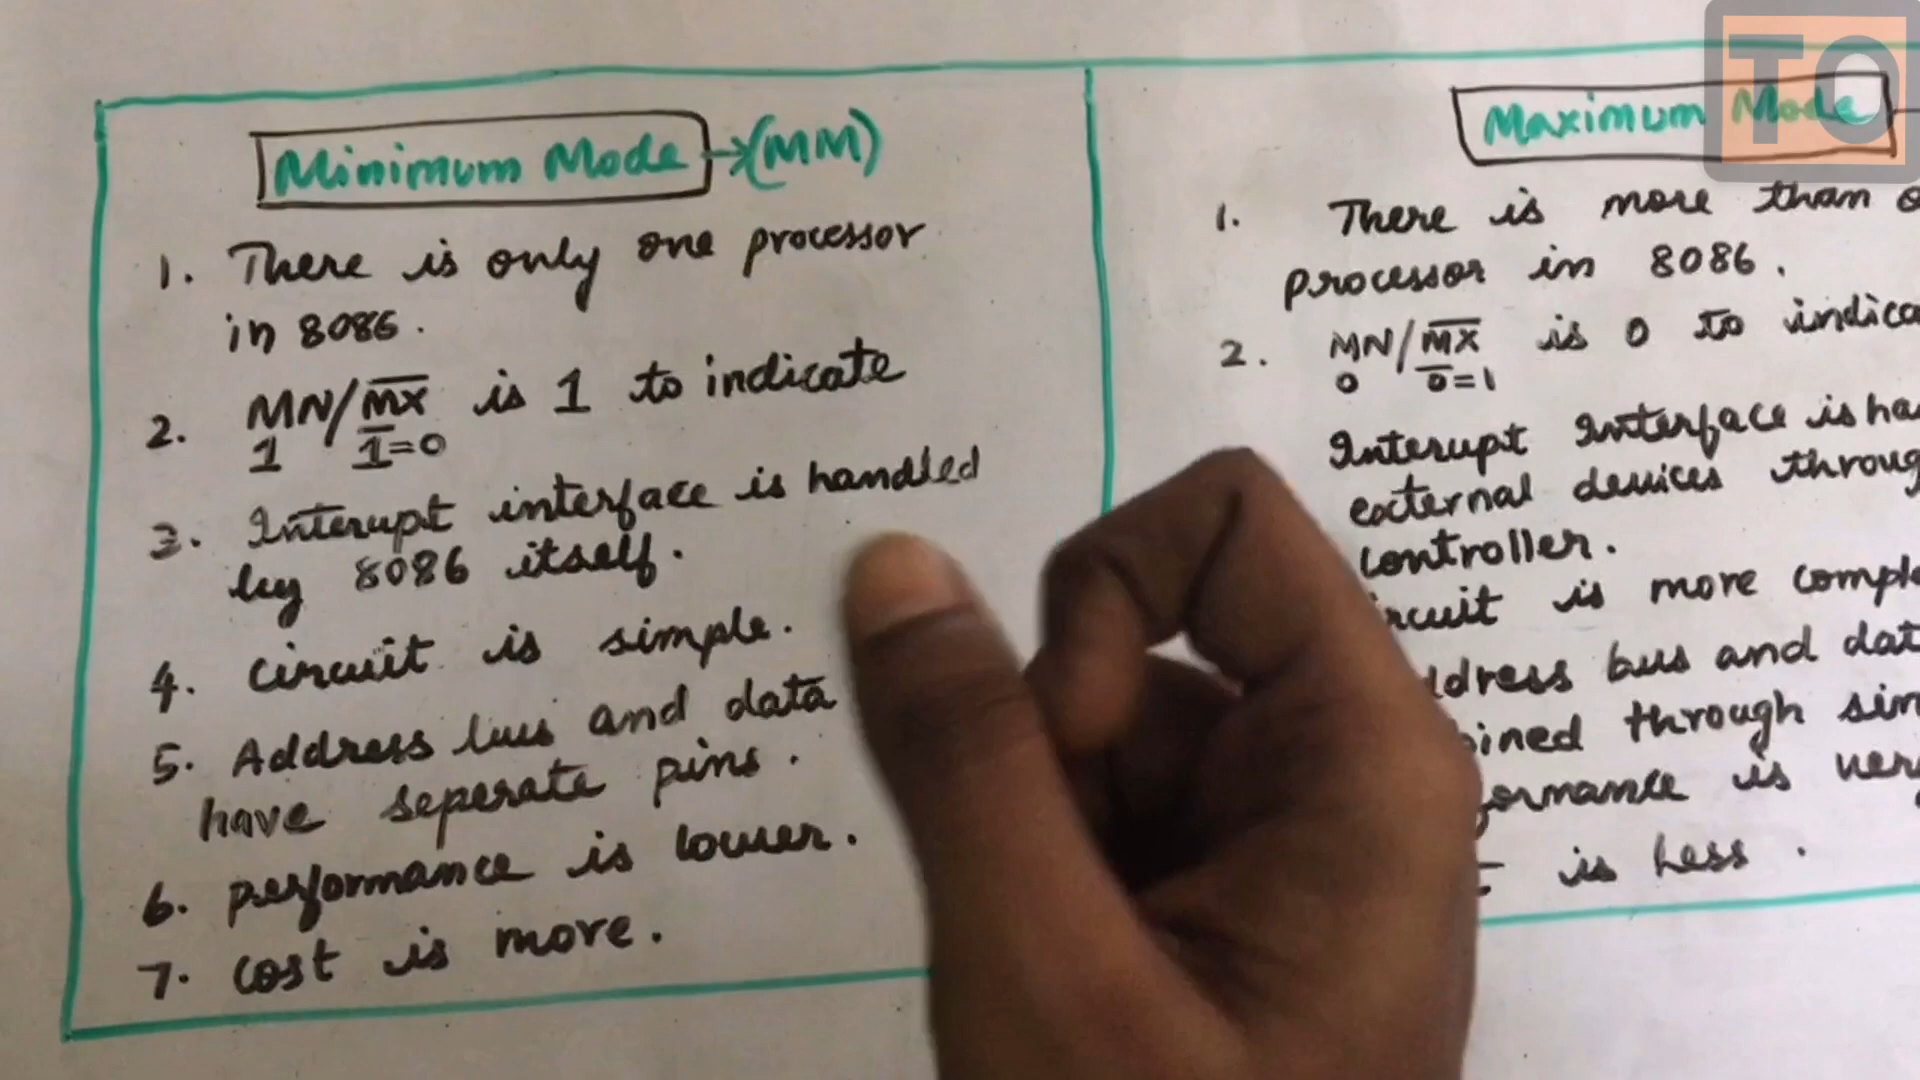 Minimum Mode →(MM)
1. There is only one processor
in 8086.
2. MN/M̅X̅ is 1 to indicate
1 1̅=0
3. Interupt interface is handled
by 8086 itself.
4. Circuit is simple.
5. Address bus and data
have seperate pins.
6. performance is lower.
7. Cost is more.
Maximum Mode
1. There is more than
processor in 8086.
2. MN/M̅X̅ is 0 to
0 0̅=1
Interupt Interface is
external devices
controller.
is more
bus and
through
is
is Less.
TO